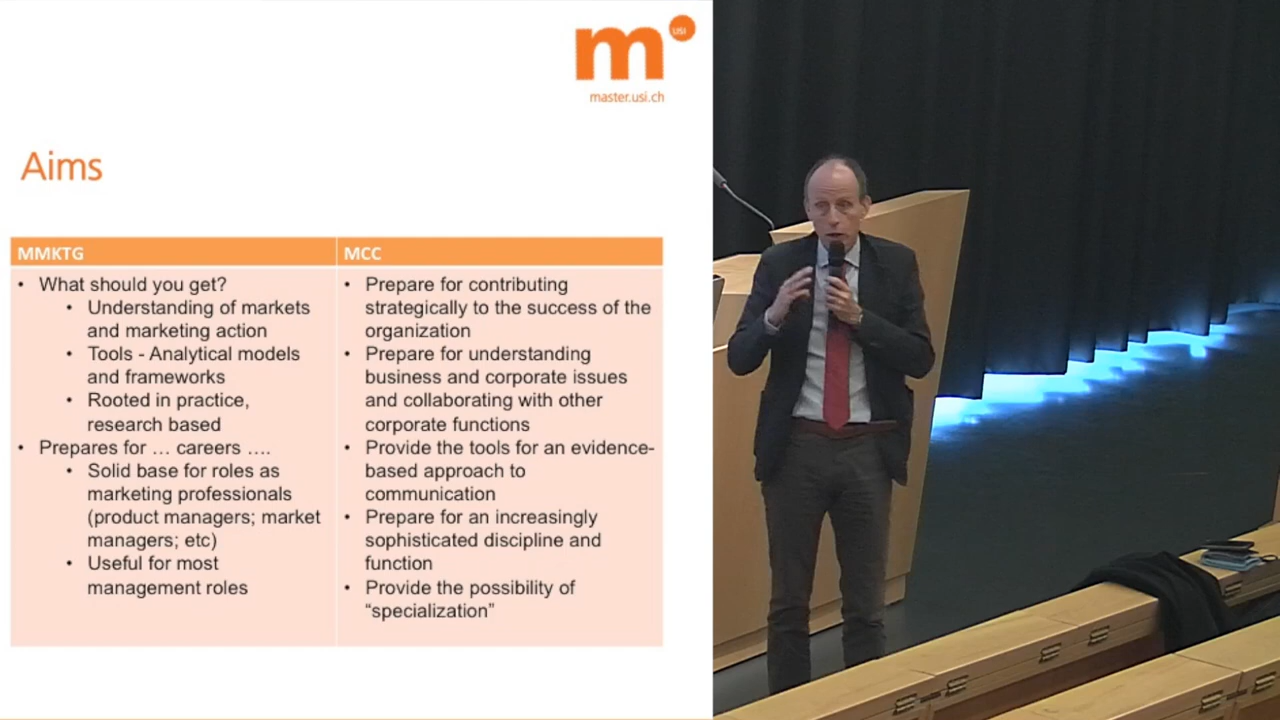 m usi
master.usi.ch
Aims
MMKTG
• What should you get?
• Understanding of markets
and marketing action
• Tools - Analytical models
and frameworks
• Rooted in practice,
research based
• Prepares for … careers ….
• Solid base for roles as
marketing professionals
(product managers; market
managers; etc)
• Useful for most
management roles
MCC
• Prepare for contributing
strategically to the success of the
organization
• Prepare for understanding
business and corporate issues
and collaborating with other
corporate functions
• Provide the tools for an evidence-
based approach to
communication
• Prepare for an increasingly
sophisticated discipline and
function
• Provide the possibility of
“specialization”